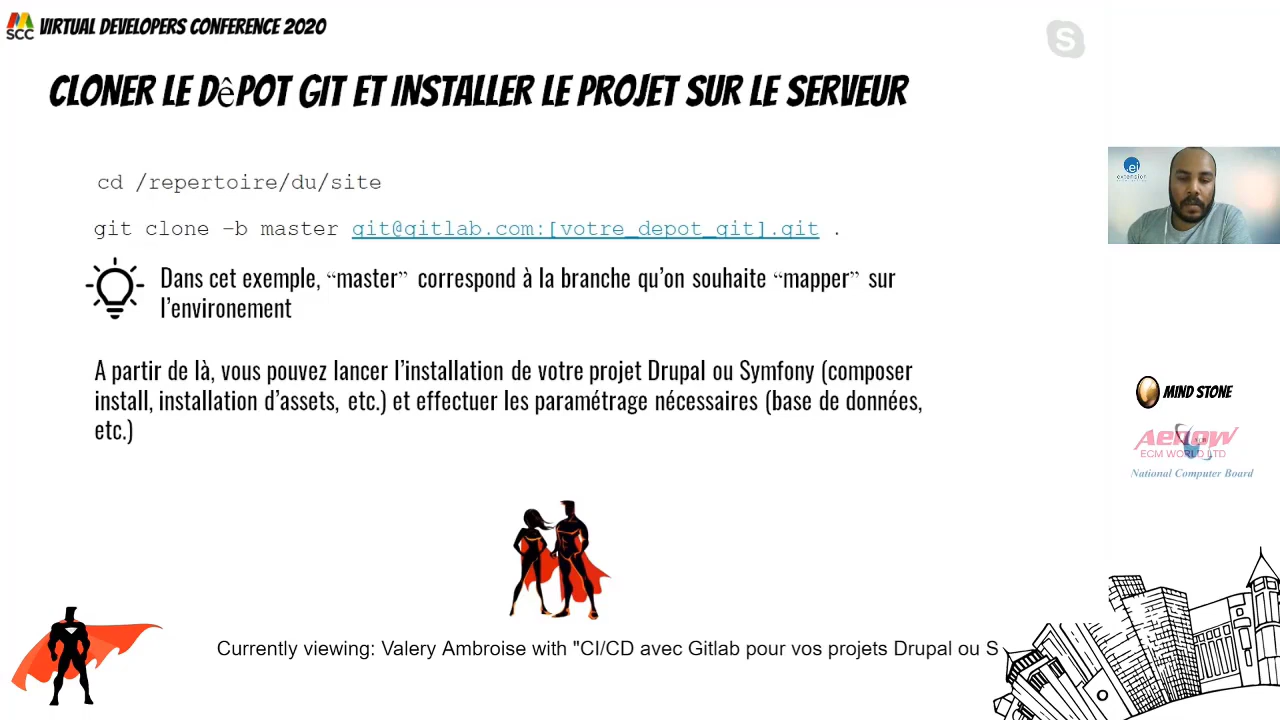 SCC VIRTUAL DEVELOPERS CONFERENCE 2020
S
CLONER LE DêPOT GIT ET INSTALLER LE PROJET SUR LE SERVEUR
cd /repertoire/du/site
git clone –b master git@gitlab.com:[votre_depot_git].git .
Dans cet exemple, “master” correspond à la branche qu’on souhaite “mapper” sur
l’environement
A partir de là, vous pouvez lancer l’installation de votre projet Drupal ou Symfony (composer
install, installation d’assets, etc.) et effectuer les paramétrage nécessaires (base de données,
etc.)
ei
extension
MIND STONE
Aenow
ECM WORLD LTD
National Computer Board
Currently viewing: Valery Ambroise with "CI/CD avec Gitlab pour vos projets Drupal ou S